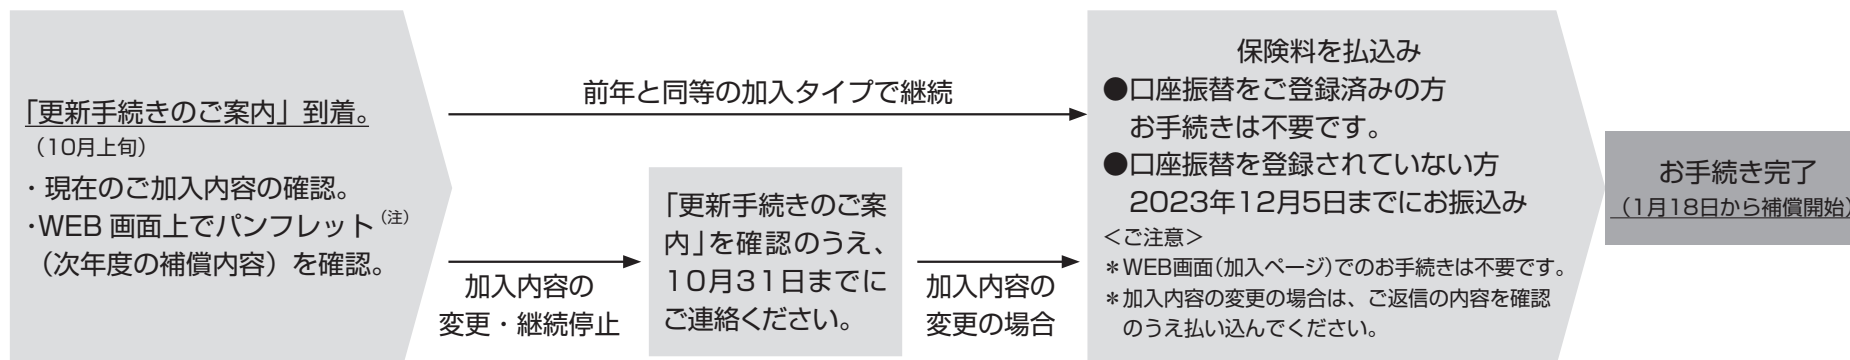 「更新手続きのご案内」到着。
（10月上旬）
・現在のご加入内容の確認。
・WEB 画面上でパンフレット（注）
（次年度の補償内容）を確認。
前年と同等の加入タイプで継続
加入内容の
変更・継続停止
「更新手続きのご案
内」を確認のうえ、
10月31日までに
ご連絡ください。
加入内容の
変更の場合
保険料を払込み
●口座振替をご登録済みの方
お手続きは不要です。
●口座振替を登録されていない方
2023年12月5日までにお振込み
＜ご注意＞
＊WEB画面（加入ページ）でのお手続きは不要です。
＊加入内容の変更の場合は、ご返信の内容を確認
のうえ払い込んでください。
お手続き完了
（1月18日から補償開始）